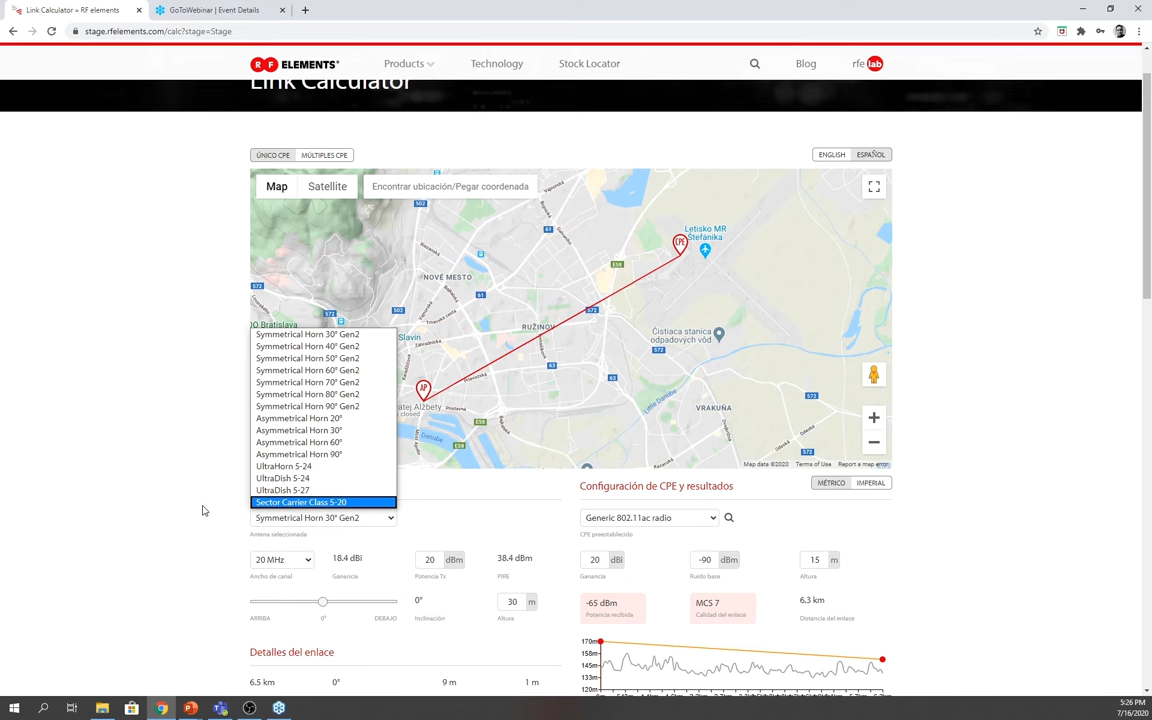 Link Calculator » RF elements
GoToWebinar | Event Details
stage.rfelements.com/calc?stage=Stage
RF ELEMENTS®
Products
Technology
Stock Locator
Blog
rfe lab
Link Calculator
ÚNICO CPE
MÚLTIPLES CPE
ENGLISH
ESPAÑOL
Map
Satellite
Encontrar ubicación/Pegar coordenada
Letisko MR
Štefánika
CPE
NOVÉ MESTO
RUŽINOV
Čistiacá stanica
odpadových vôd
DO Bratislava
Slavín
AP
VRAKUŇA
Little Danube
Danube
Map data ©2020
Terms of Use
Report a map error
Symmetrical Horn 30° Gen2
Symmetrical Horn 40° Gen2
Symmetrical Horn 50° Gen2
Symmetrical Horn 60° Gen2
Symmetrical Horn 70° Gen2
Symmetrical Horn 80° Gen2
Symmetrical Horn 90° Gen2
Asymmetrical Horn 20°
Asymmetrical Horn 30°
Asymmetrical Horn 60°
Asymmetrical Horn 90°
UltraHorn 5-24
UltraDish 5-24
UltraDish 5-27
Sector Carrier Class 5-20
Symmetrical Horn 30° Gen2
Antena seleccionada
20 MHz
18.4 dBi
20 dBm
38.4 dBm
Ancho de canal
Ganancia
Potencia Tx
PIRE
0°
30 m
ARRIBA
0°
DEBAJO
Inclinación
Altura
Detalles del enlace
6.5 km
0°
9 m
1 m
Configuración de CPE y resultados
MÉTRICO
IMPERIAL
Generic 802.11ac radio
CPE preestablecido
20 dBi
-90 dBm
15 m
Ganancia
Ruido base
Altura
-65 dBm
MCS 7
6.3 km
Potencia recibida
Calidad del enlace
Distancia del enlace
170m
158m
145m
133m
120m
5:26 PM
7/16/2020